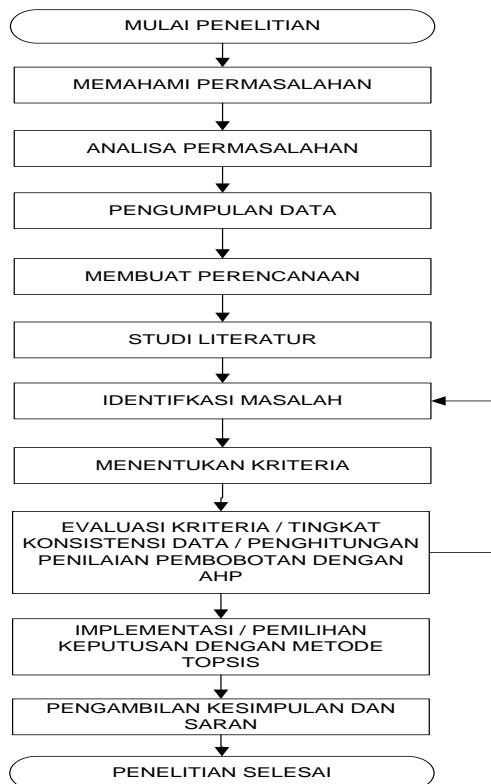 MULAI PENELITIAN
MEMAHAMI PERMASALAHAN
ANALISA PERMASALAHAN
PENGUMPULAN DATA
MEMBUAT PERENCANAAN
STUDI LITERATUR
IDENTIFKASI MASALAH
MENENTUKAN KRITERIA
EVALUASI KRITERIA / TINGKAT
KONSISTENSI DATA / PENGHITUNGAN
PENILAIAN PEMBOBOTAN DENGAN
AHP
IMPLEMENTASI / PEMILIHAN
KEPUTUSAN DENGAN METODE
TOPSIS
PENGAMBILAN KESIMPULAN DAN
SARAN
PENELITIAN SELESAI